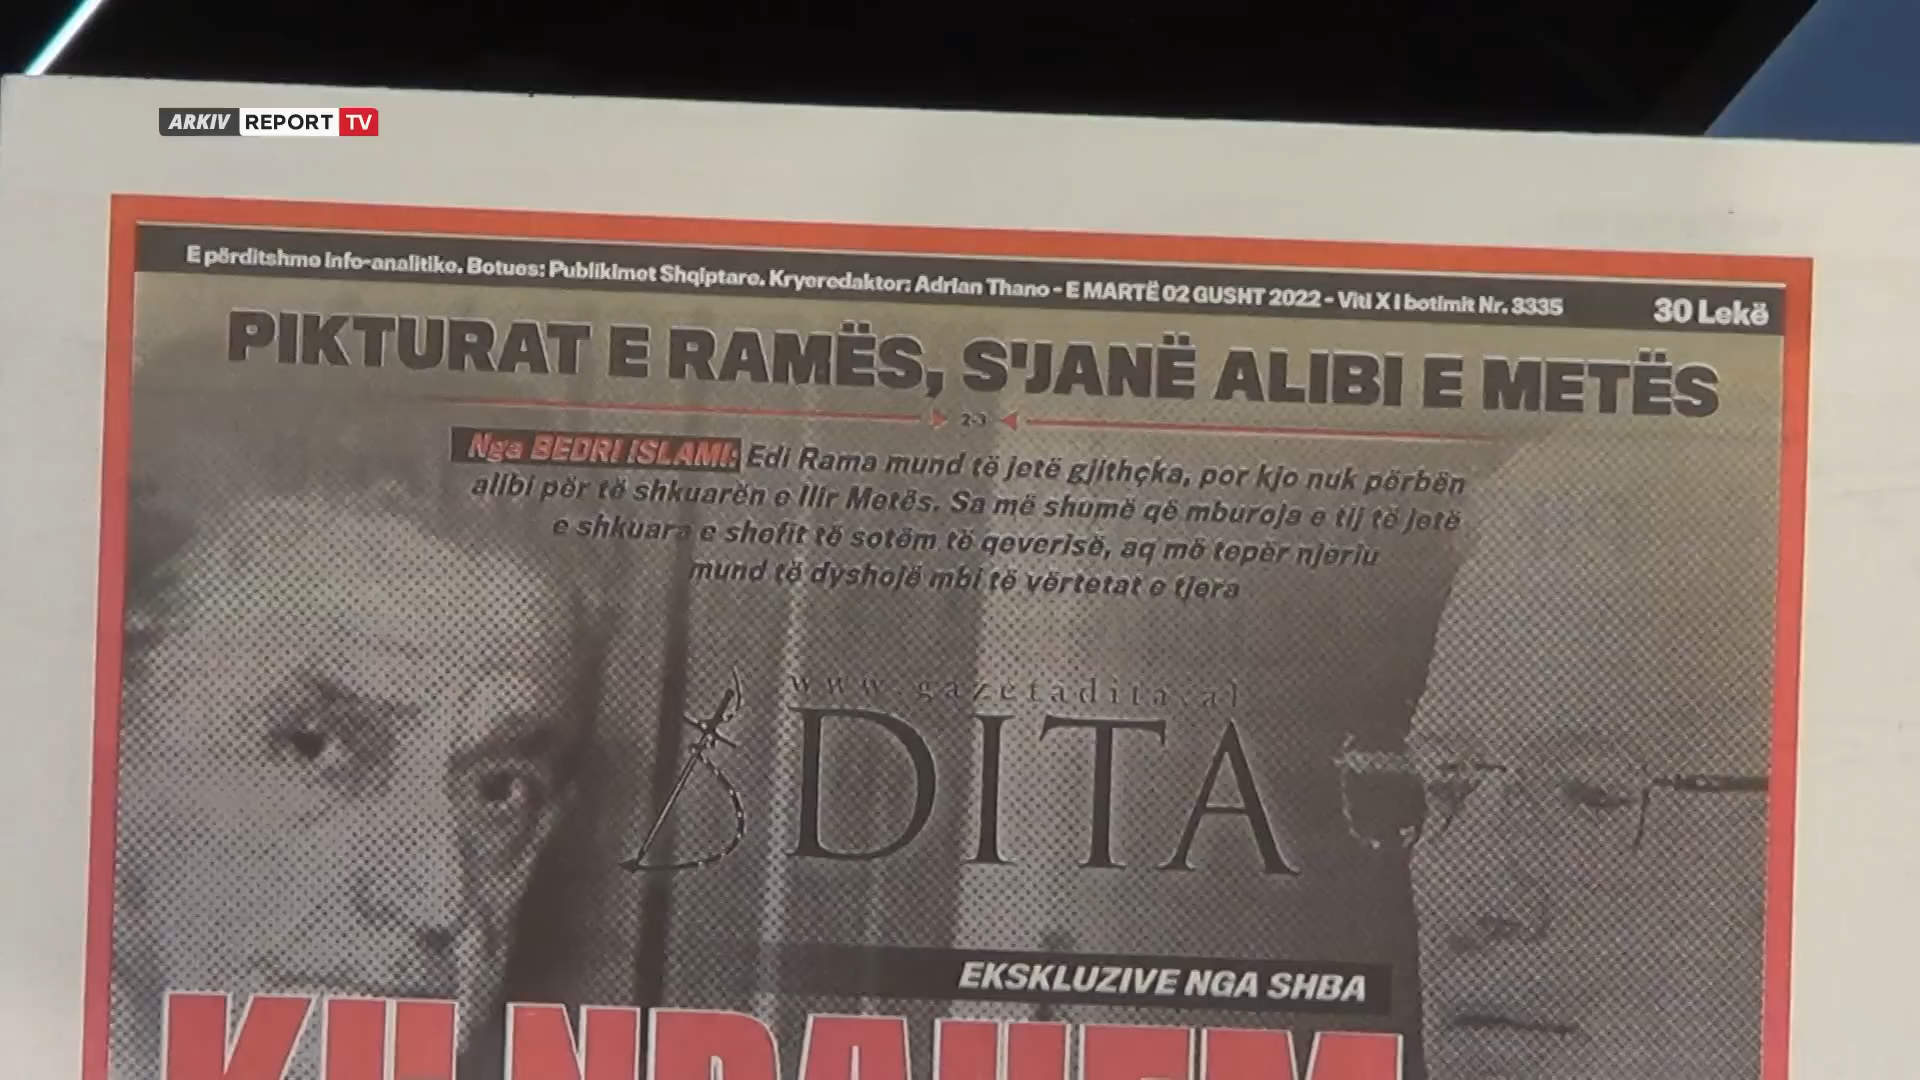 ARKIV REPORT TV
E përditshme info-analitike. Botues: Publikimet Shqiptare. Kryeredaktor: Adrian Thano - E MARTË 02 GUSHT 2022 - Viti X i botimit Nr. 3335 30 Lekë
PIKTURAT E RAMËS, S'JANË ALIBI E METËS
2-3
Nga BEDRI ISLAMI: Edi Rama mund të jetë gjithçka, por kjo nuk përbën
alibi për të shkuarën e Ilir Metës. Sa më shumë që mburoja e tij të jetë
e shkuara e shefit të sotëm të qeverisë, aq më tepër njeriu
mund të dyshojë mbi të vërtetat e tjera
www.gazetadita.al
DITA
EKSKLUZIVE NGA SHBA
KU NDAHEM